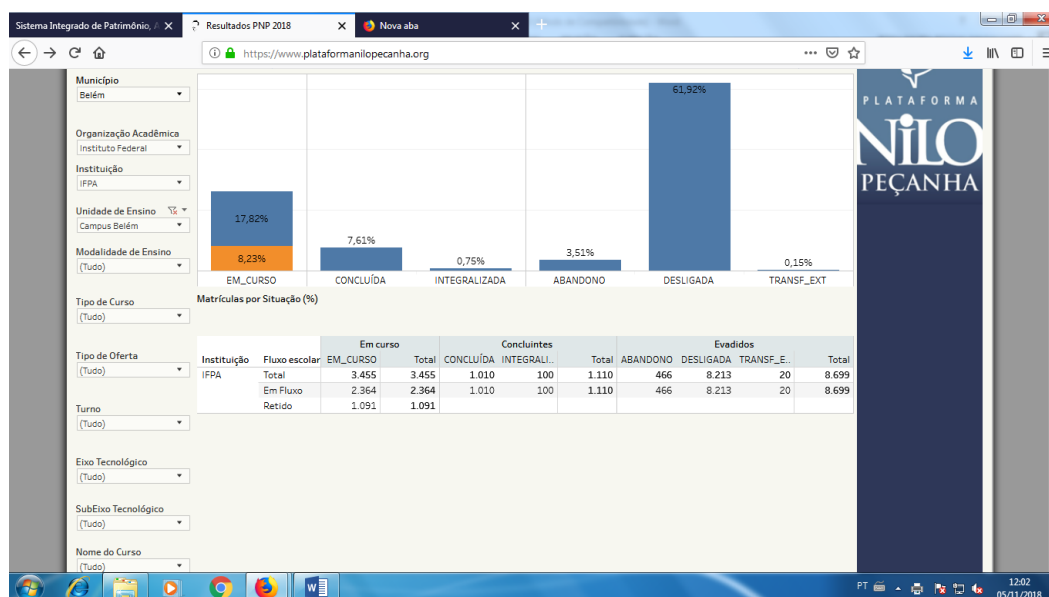 Sistema Integrado de Patrimônio, A
Resultados PNP 2018
Nova aba
https://www.plataformanilopecanha.org
Município
Belém
Organização Acadêmica
Instituto Federal
Instituição
IFPA
Unidade de Ensino
Campus Belém
Modalidade de Ensino
(Tudo)
Tipo de Curso
(Tudo)
Tipo de Oferta
(Tudo)
Turno
(Tudo)
Eixo Tecnológico
(Tudo)
SubEixo Tecnológico
(Tudo)
Nome do Curso
(Tudo)
61,92%
17,82%
8,23%
7,61%
0,75%
3,51%
0,15%
EM_CURSO CONCLUÍDA INTEGRALIZADA ABANDONO DESLIGADA TRANSF_EXT
Matrículas por Situação (%)
Em curso Concluintes Evadidos
Instituição Fluxo escolar EM_CURSO Total CONCLUÍDA INTEGRALI.. Total ABANDONO DESLIGADA TRANSF_E.. Total
IFPA Total 3.455 3.455 1.010 100 1.110 466 8.213 20 8.699
Em Fluxo 2.364 2.364 1.010 100 1.110 466 8.213 20 8.699
Retido 1.091 1.091
PLATAFORMA
NILO
PEÇANHA
PT
12:02
05/11/2018